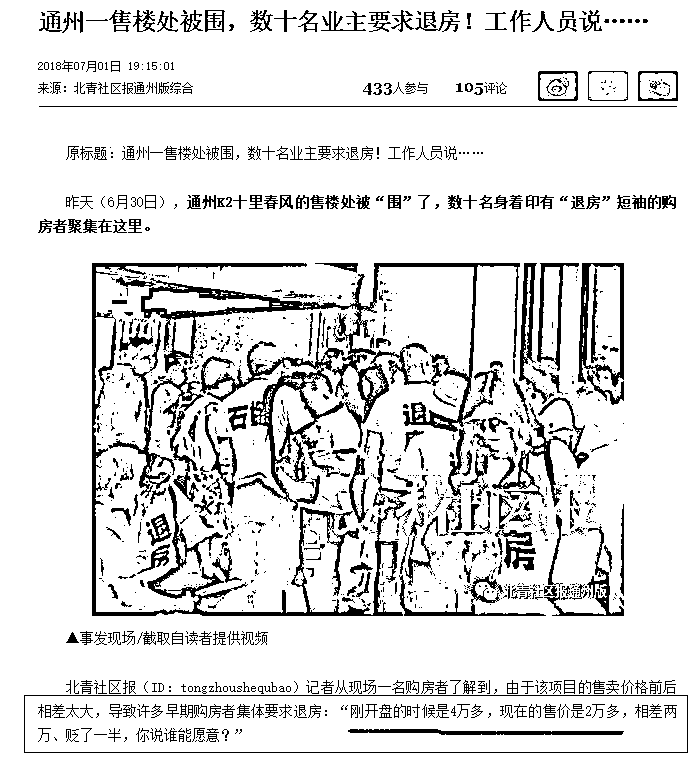 通州一售楼处被围，数十名业主要求退房！工作人员说……
2018年07月01日 19:15:01
来源：北青社区报通州版综合
433人参与 105评论
原标题：通州一售楼处被围，数十名业主要求退房！工作人员说……
昨天（6月30日），通州K2十里春风的售楼处被“围”了，数十名身着印有“退房”短袖的购
房者聚集在这里。
退
退
房
房
北青社区报通州版
▲事发现场/截取自读者提供视频
北青社区报（ID：tongzhoushequbao）记者从现场一名购房者了解到，由于该项目的售卖价格前后
相差太大，导致许多早期购房者集体要求退房：“刚开盘的时候是4万多，现在的售价是2万多，相差两
万、贬了一半，你说谁能愿意？”